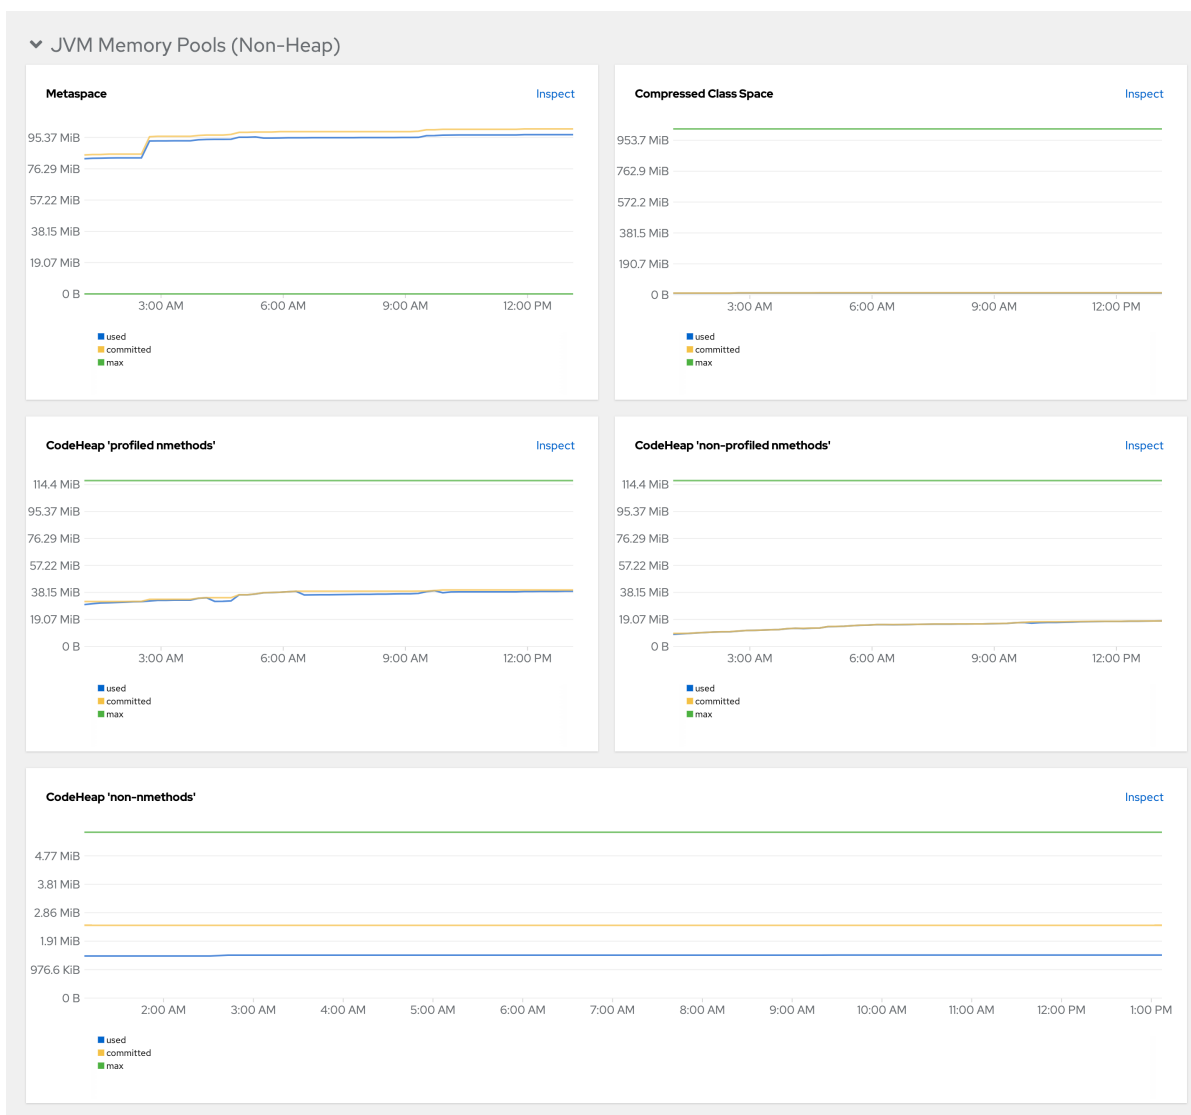 JVM Memory Pools (Non-Heap)
Metaspace
Inspect
95.37 MiB
76.29 MiB
57.22 MiB
38.15 MiB
19.07 MiB
0 B
3:00 AM 6:00 AM 9:00 AM 12:00 PM
used
committed
max
Compressed Class Space
Inspect
953.7 MiB
762.9 MiB
572.2 MiB
381.5 MiB
190.7 MiB
0 B
3:00 AM 6:00 AM 9:00 AM 12:00 PM
used
committed
max
CodeHeap 'profiled nmethods'
Inspect
114.4 MiB
95.37 MiB
76.29 MiB
57.22 MiB
38.15 MiB
19.07 MiB
0 B
3:00 AM 6:00 AM 9:00 AM 12:00 PM
used
committed
max
CodeHeap 'non-profiled nmethods'
Inspect
114.4 MiB
95.37 MiB
76.29 MiB
57.22 MiB
38.15 MiB
19.07 MiB
0 B
3:00 AM 6:00 AM 9:00 AM 12:00 PM
used
committed
max
CodeHeap 'non-nmethods'
Inspect
4.77 MiB
3.81 MiB
2.86 MiB
1.91 MiB
976.6 KiB
0 B
2:00 AM 3:00 AM 4:00 AM 5:00 AM 6:00 AM 7:00 AM 8:00 AM 9:00 AM 10:00 AM 11:00 AM 12:00 PM 1:00 PM
used
committed
max